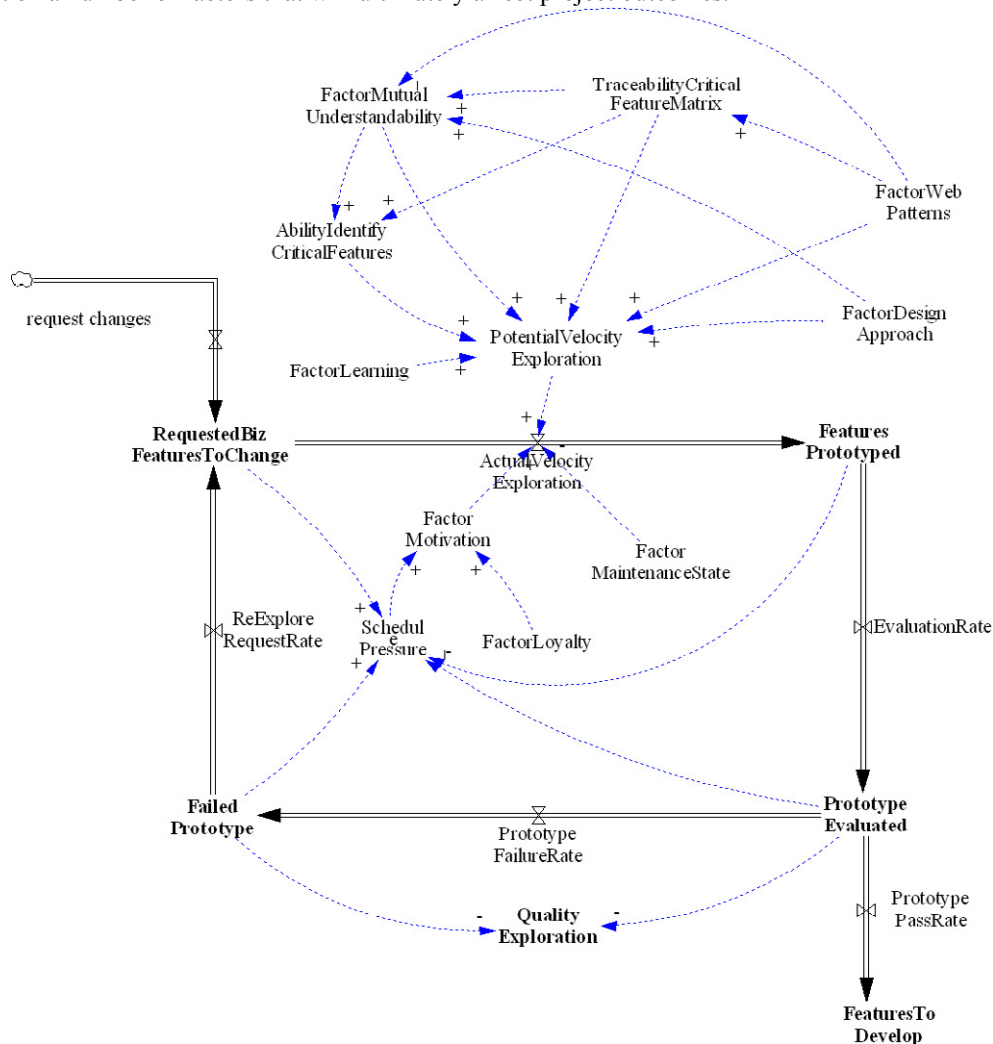 FactorMutual
Understandability
TraceabilityCritical
FeatureMatrix
+
+
+
FactorWeb
Patterns
+
+
AbilityIdentify
CriticalFeatures
request changes
+
+
+
FactorDesign
Approach
+
PotentialVelocity
Exploration
+
FactorLearning
+
+
RequestedBiz
FeaturesToChange
-
ActualVelocity
Exploration
Features
Prototyped
+
Factor
Motivation
+
+
Factor
MaintenanceState
ReExplore
RequestRate
+
Schedul
e
Pressure
+
-
FactorLoyalty
EvaluationRate
Failed
Prototype
Prototype
FailureRate
Prototype
Evaluated
-
Quality
Exploration
-
Prototype
PassRate
FeaturesTo
Develop